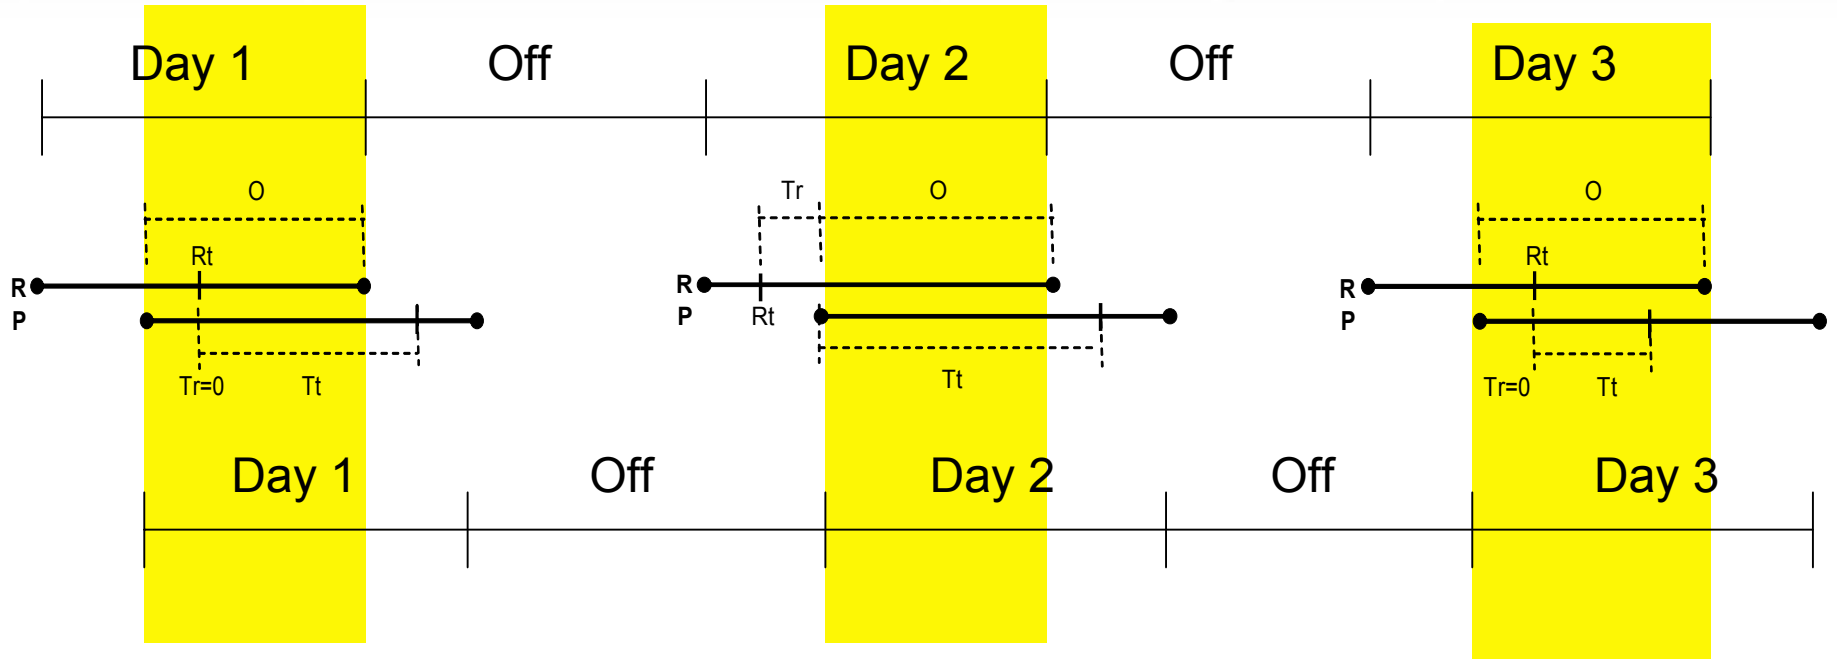 Day 1 Off Day 2 Off Day 3
O Tr O O
Rt Rt
R R R
P P Rt P
Tr=0 Tt Tt Tr=0 Tt
Day 1 Off Day 2 Off Day 3